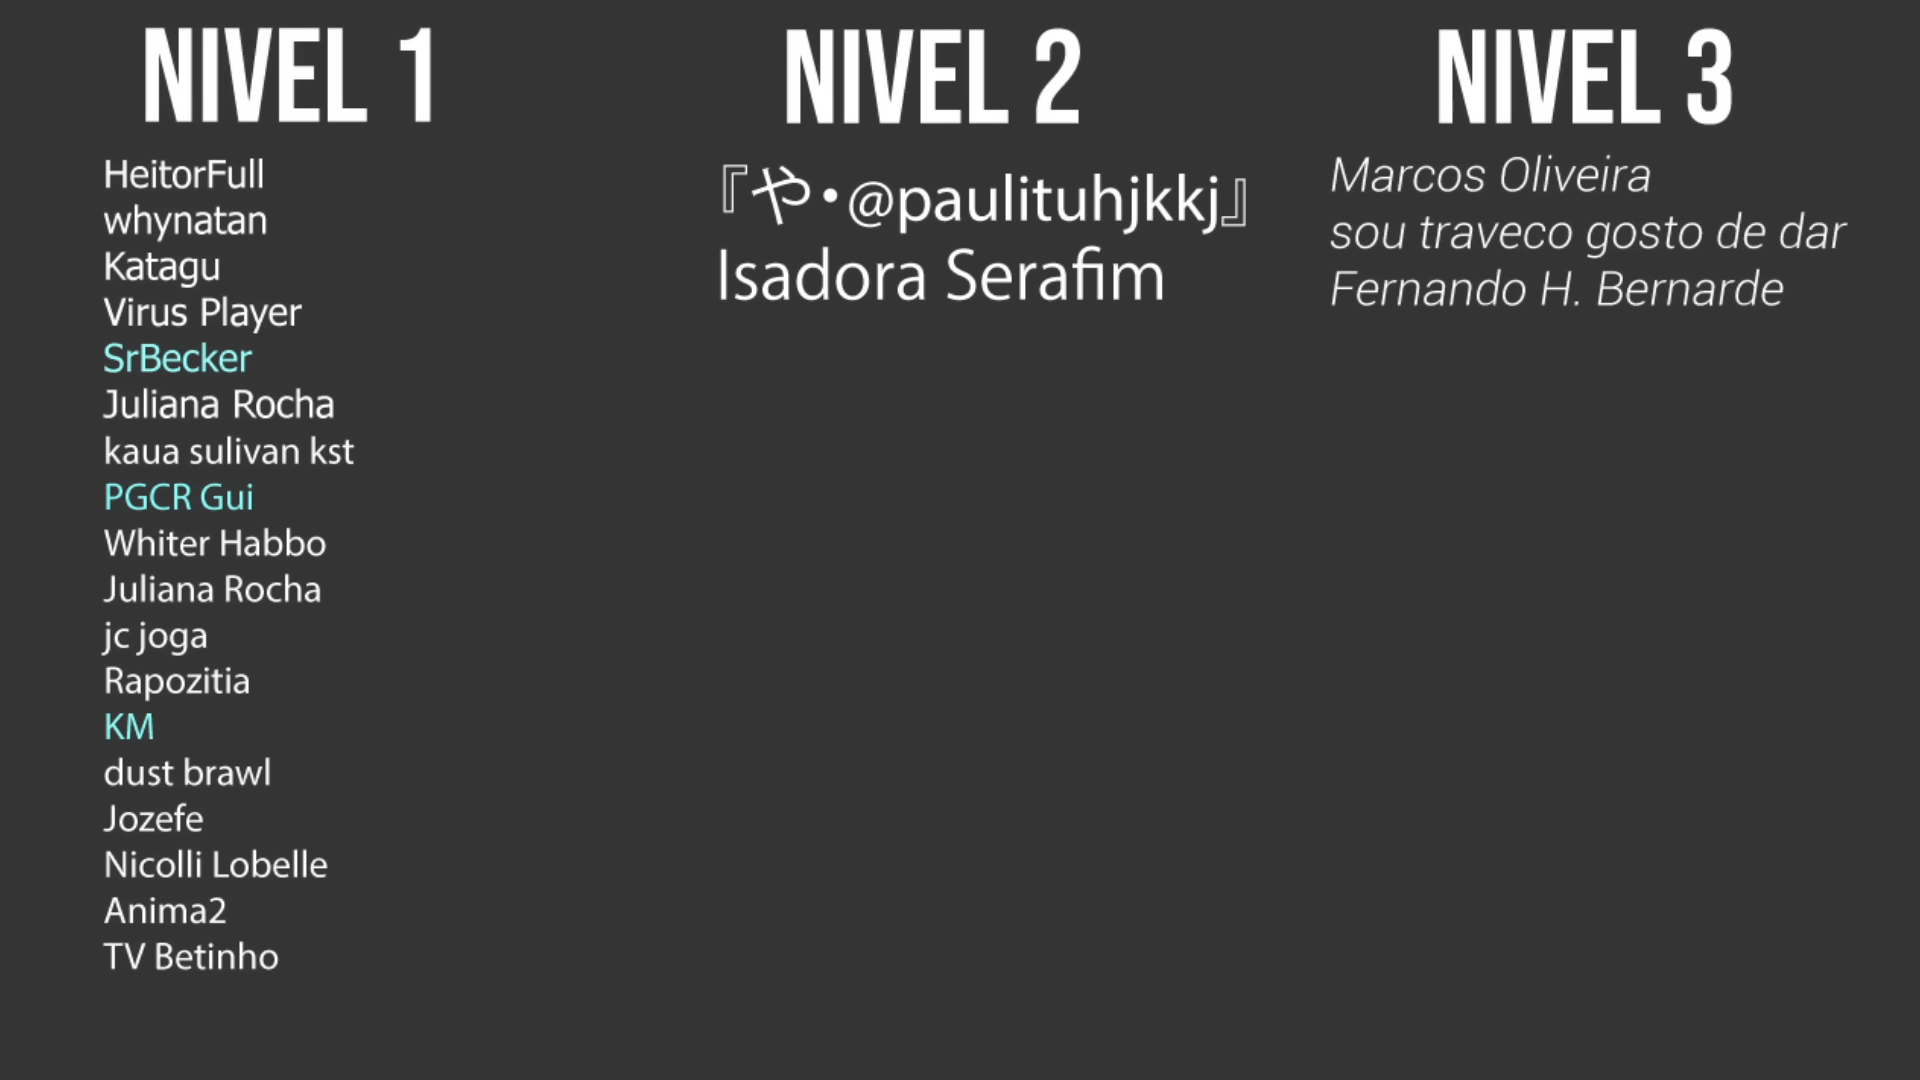 NIVEL 1
HeitorFull
whynatan
Katagu
Virus Player
SrBecker
Juliana Rocha
kaua sulivan kst
PGCR Gui
Whiter Habbo
Juliana Rocha
jc joga
Rapozitia
KM
dust brawl
Jozefe
Nicolli Lobelle
Anima2
TV Betinho
NIVEL 2
『や•@paulituhjkkj』
Isadora Serafim
NIVEL 3
Marcos Oliveira
sou traveco gosto de dar
Fernando H. Bernarde